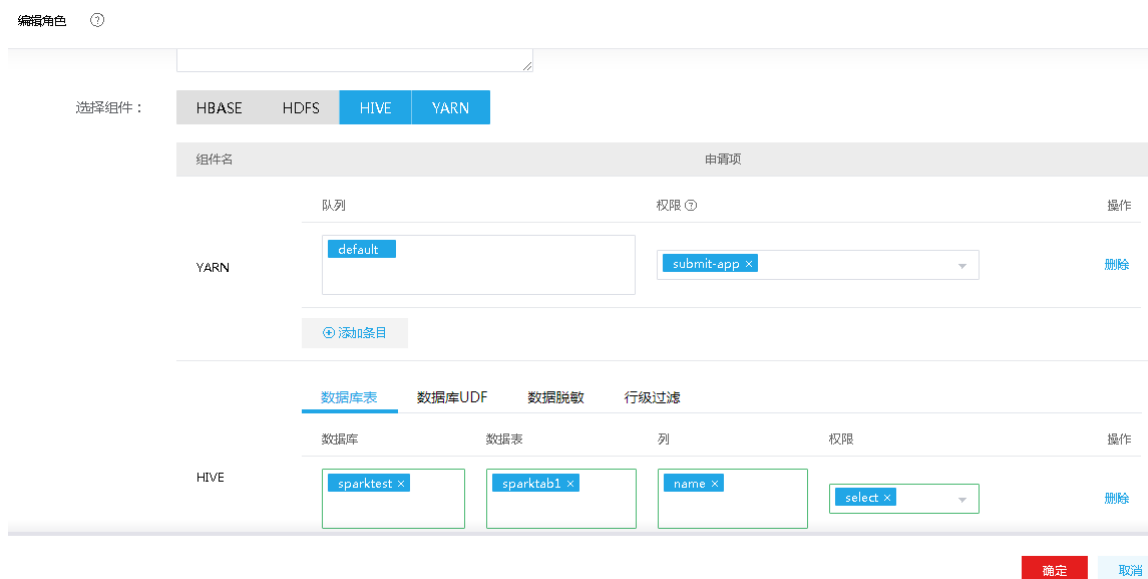 编辑角色 ?
选择组件： HBASE HDFS HIVE YARN
组件名 申请项
队列 权限 ? 操作
YARN default submit-app × 删除
添加条目
数据库表 数据库UDF 数据脱敏 行级过滤
数据库 数据表 列 权限 操作
HIVE sparktest × sparktab1 × name × select × 删除
确定 取消